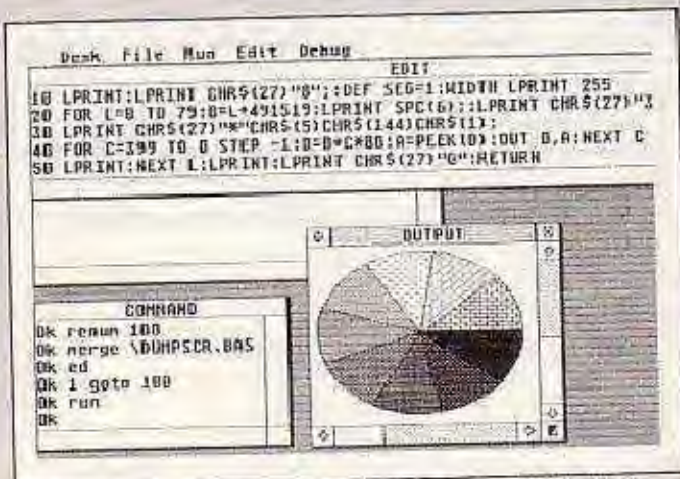 Desk File Run Edit Debug
EDIT
10 LPRINT:LPRINT CHR$(27)"@";:DEF SEG=1:WIDTH LPRINT 255
20 FOR L=0 TO 79:B=L+491519:LPRINT SPC(6);:LPRINT CHR$(27)"
30 LPRINT CHR$(27)"*"CHR$(5)CHR$(144)CHR$(1);
40 FOR C=399 TO 0 STEP -1:D=B+C*80:A=PEEK(D):OUT 0,A:NEXT C
50 LPRINT:NEXT L:LPRINT:LPRINT CHR$(27)"@":RETURN
OUTPUT
COMMAND
Ok renum 100
Ok merge \DUMPSCR.BAS
Ok ed
Ok 1 goto 100
Ok run
Ok